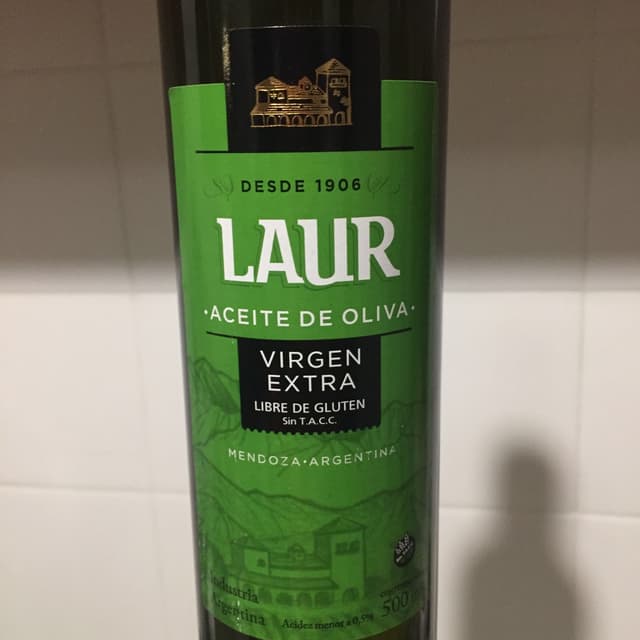 DESDE 1906
LAUR
·ACEITE DE OLIVA·
VIRGEN
EXTRA
LIBRE DE GLUTEN
Sin T.A.C.C.
MENDOZA·ARGENTINA
Industria
Argentina
Acidez menor a 0,5%
500